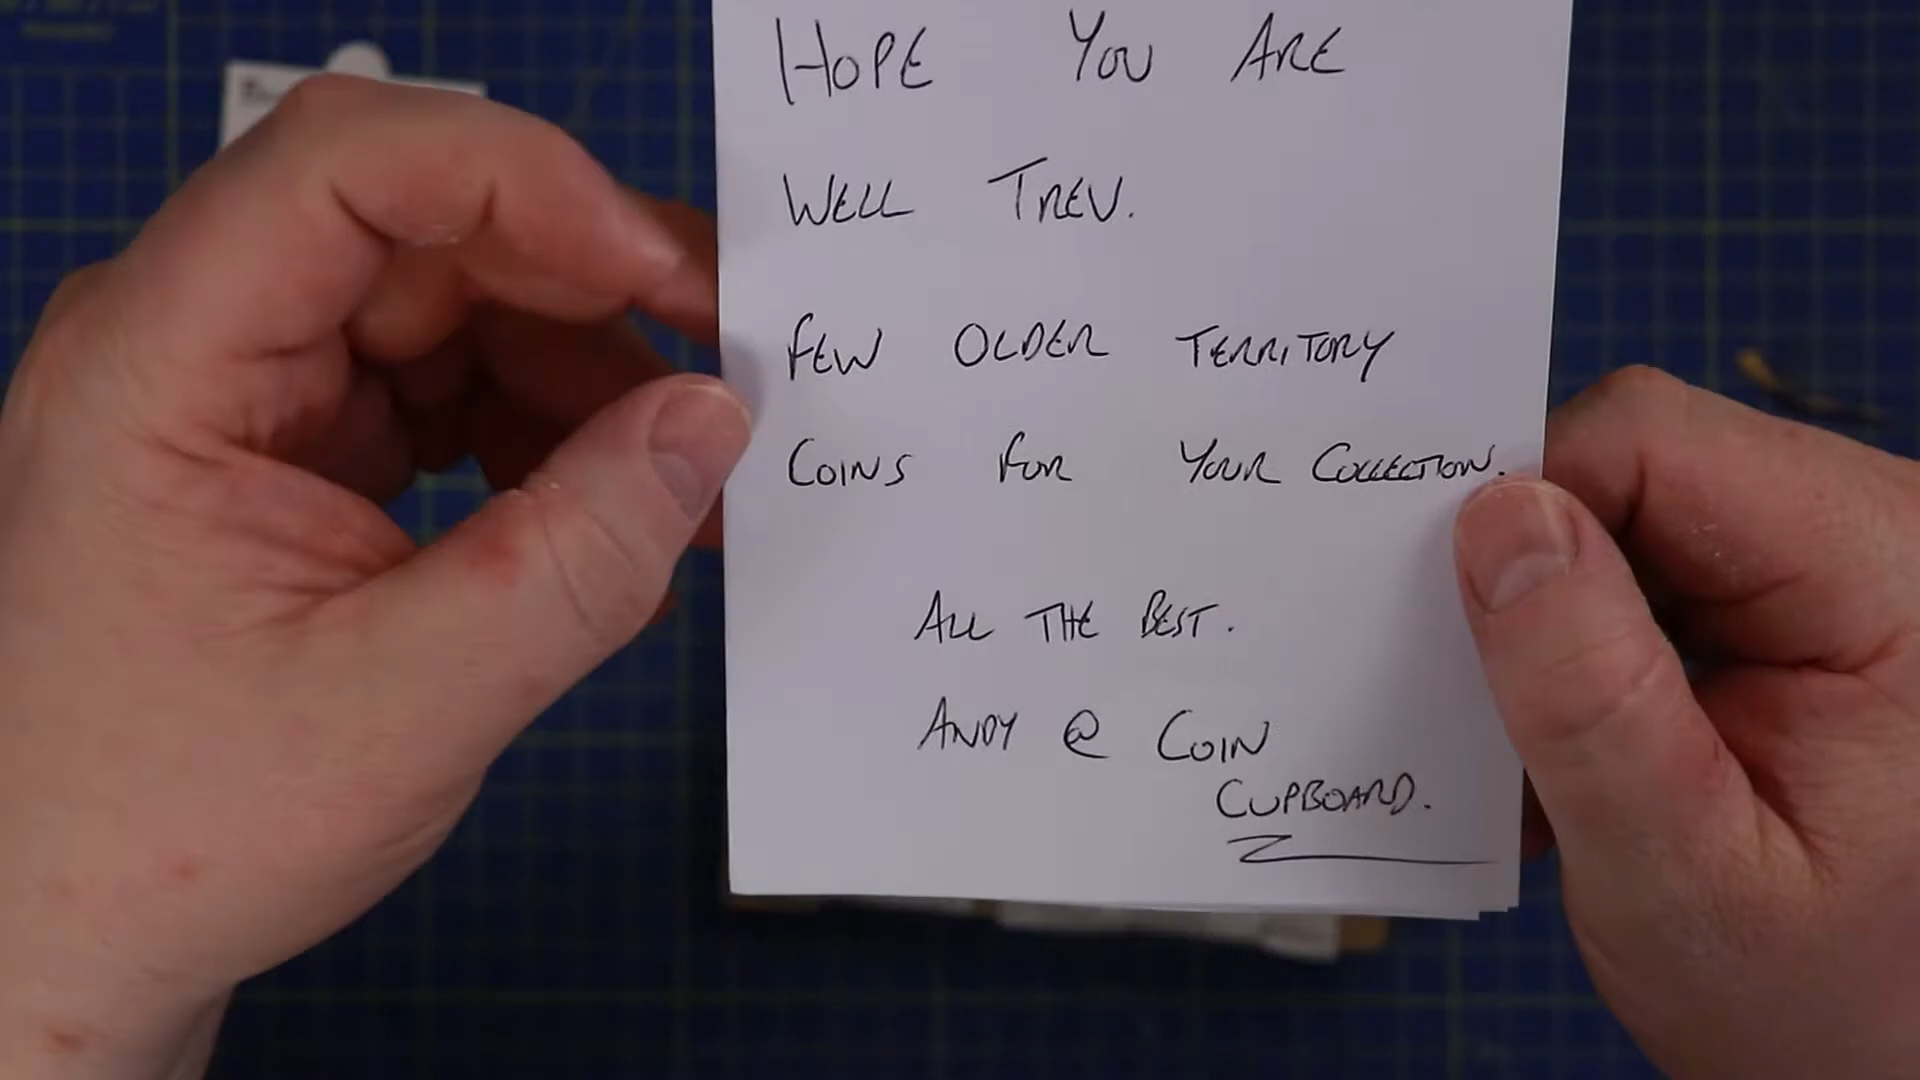 HOPE YOU ARE
WELL TREV.
FEW OLDER TERRITORY
COINS FOR YOUR COLLECTION.
ALL THE BEST.
ANDY @ COIN
CUPBOARD.